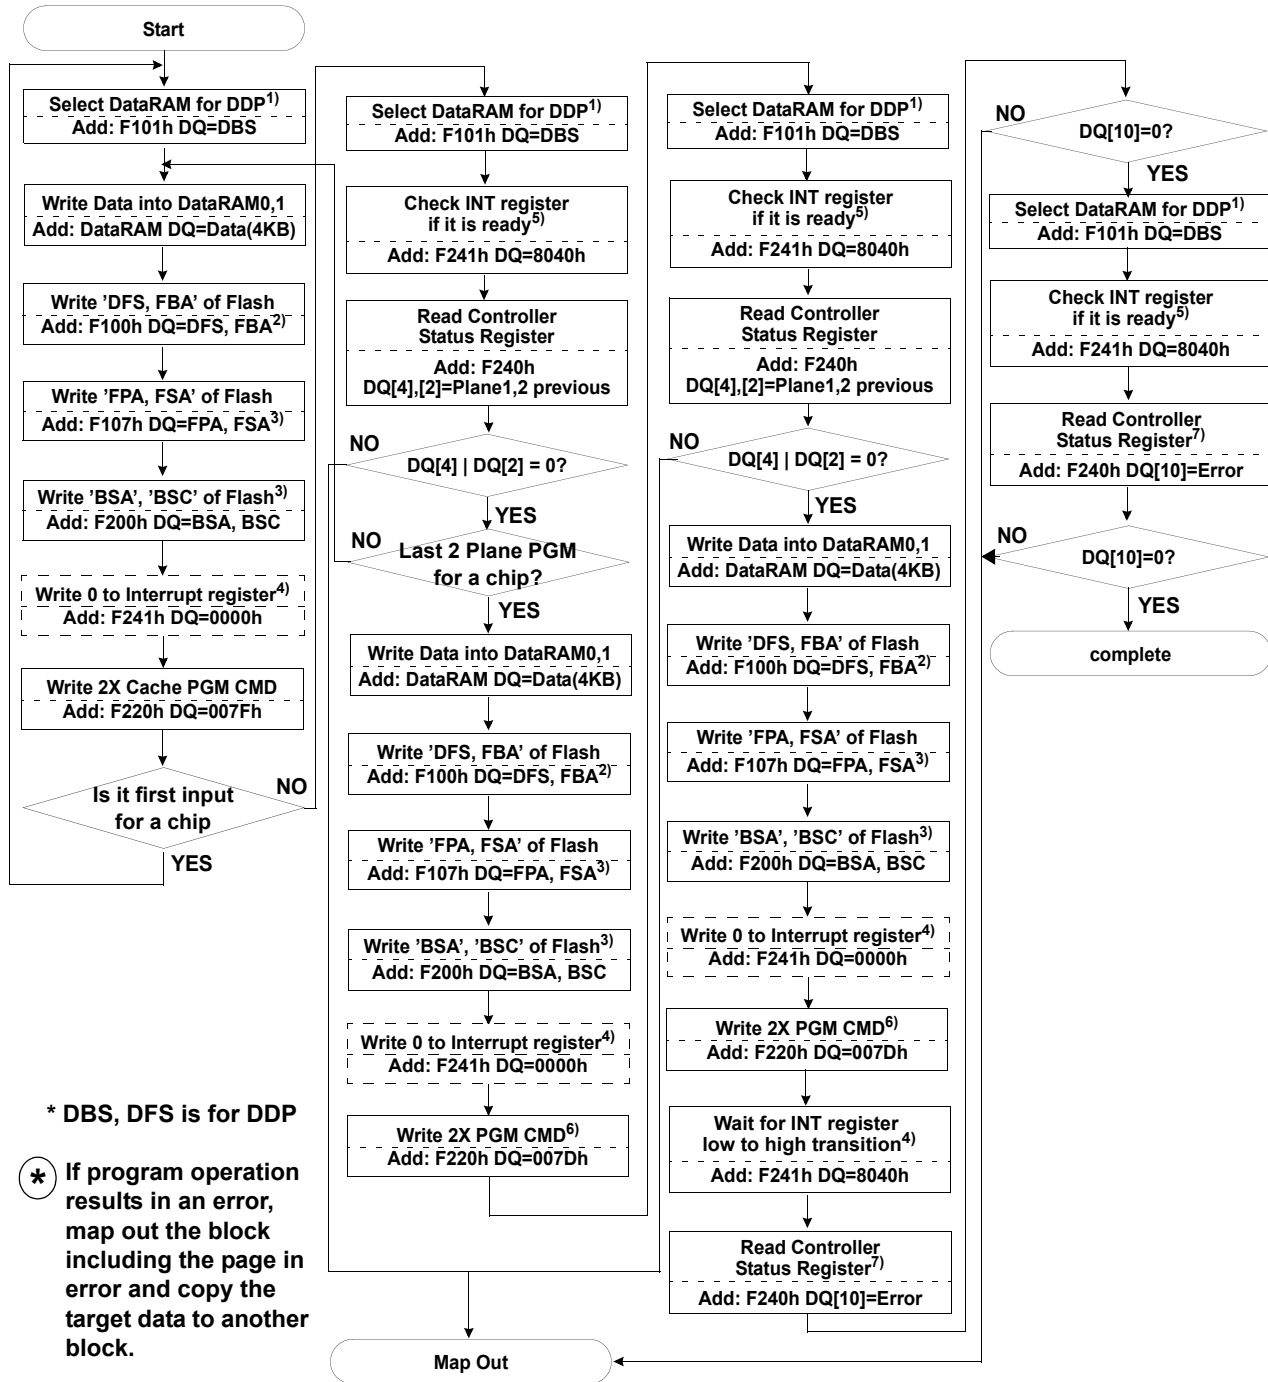 Start
Select DataRAM for DDP1)
Add: F101h DQ=DBS
Write Data into DataRAM0,1
Add: DataRAM DQ=Data(4KB)
Write 'DFS, FBA' of Flash
Add: F100h DQ=DFS, FBA2)
Write 'FPA, FSA' of Flash
Add: F107h DQ=FPA, FSA3)
Write 'BSA', 'BSC' of Flash3)
Add: F200h DQ=BSA, BSC
Write 0 to Interrupt register4)
Add: F241h DQ=0000h
Write 2X Cache PGM CMD
Add: F220h DQ=007Fh
Is it first input
for a chip
NO
YES
* DBS, DFS is for DDP
* If program operation
results in an error,
map out the block
including the page in
error and copy the
target data to another
block.
Select DataRAM for DDP1)
Add: F101h DQ=DBS
Check INT register
if it is ready5)
Add: F241h DQ=8040h
Read Controller
Status Register
Add: F240h
DQ[4],[2]=Plane1,2 previous
NO
DQ[4] | DQ[2] = 0?
YES
NO
Last 2 Plane PGM
for a chip?
YES
Write Data into DataRAM0,1
Add: DataRAM DQ=Data(4KB)
Write 'DFS, FBA' of Flash
Add: F100h DQ=DFS, FBA2)
Write 'FPA, FSA' of Flash
Add: F107h DQ=FPA, FSA3)
Write 'BSA', 'BSC' of Flash3)
Add: F200h DQ=BSA, BSC
Write 0 to Interrupt register4)
Add: F241h DQ=0000h
Write 2X PGM CMD6)
Add: F220h DQ=007Dh
Map Out
Select DataRAM for DDP1)
Add: F101h DQ=DBS
Check INT register
if it is ready5)
Add: F241h DQ=8040h
Read Controller
Status Register
Add: F240h
DQ[4],[2]=Plane1,2 previous
NO
DQ[4] | DQ[2] = 0?
YES
Write Data into DataRAM0,1
Add: DataRAM DQ=Data(4KB)
Write 'DFS, FBA' of Flash
Add: F100h DQ=DFS, FBA2)
Write 'FPA, FSA' of Flash
Add: F107h DQ=FPA, FSA3)
Write 'BSA', 'BSC' of Flash3)
Add: F200h DQ=BSA, BSC
Write 0 to Interrupt register4)
Add: F241h DQ=0000h
Write 2X PGM CMD6)
Add: F220h DQ=007Dh
Wait for INT register
low to high transition4)
Add: F241h DQ=8040h
Read Controller
Status Register7)
Add: F240h DQ[10]=Error
NO
DQ[10]=0?
YES
Select DataRAM for DDP1)
Add: F101h DQ=DBS
Check INT register
if it is ready5)
Add: F241h DQ=8040h
Read Controller
Status Register7)
Add: F240h DQ[10]=Error
NO
DQ[10]=0?
YES
complete